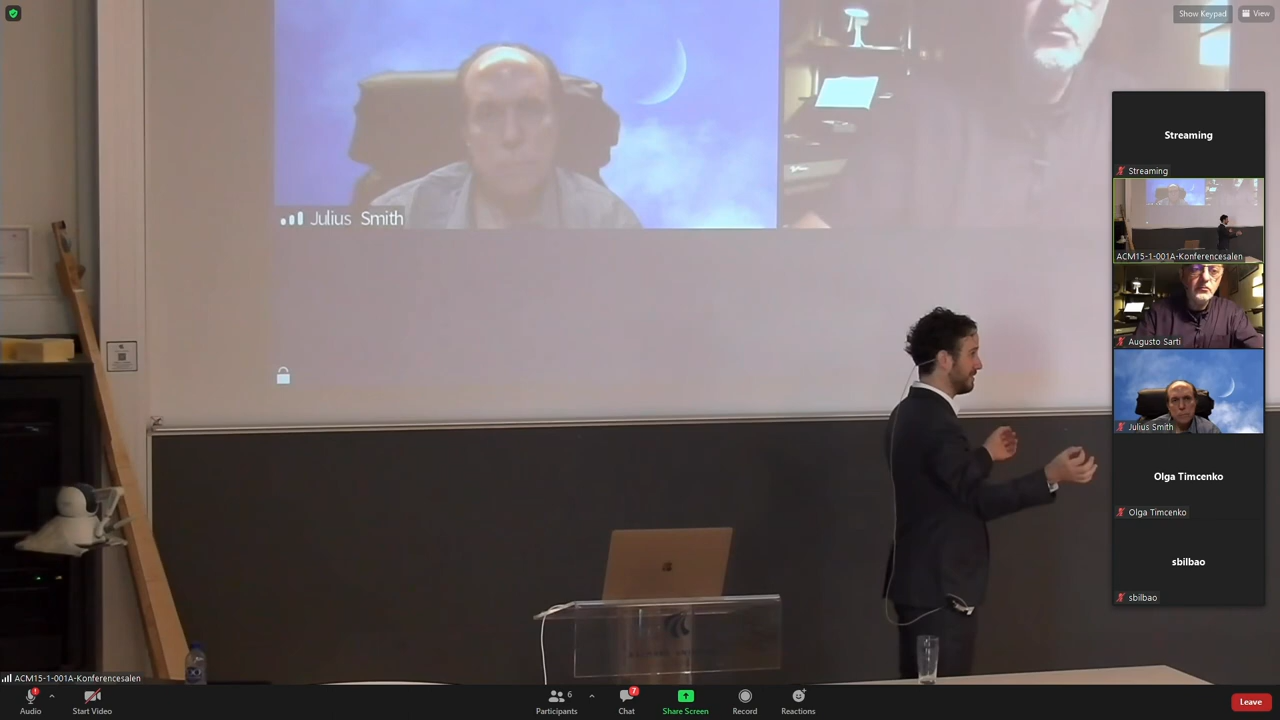 Show Keypad
View
Julius Smith
Streaming
Streaming
ACM15-1-001A-Konferencesalen
Augusto Sarti
Julius Smith
Olga Timcenko
Olga Timcenko
sbilbao
sbilbao
ACM15-1-001A-Konferencesalen
Audio
Start Video
6
Participants
7
Chat
Share Screen
Record
Reactions
Leave